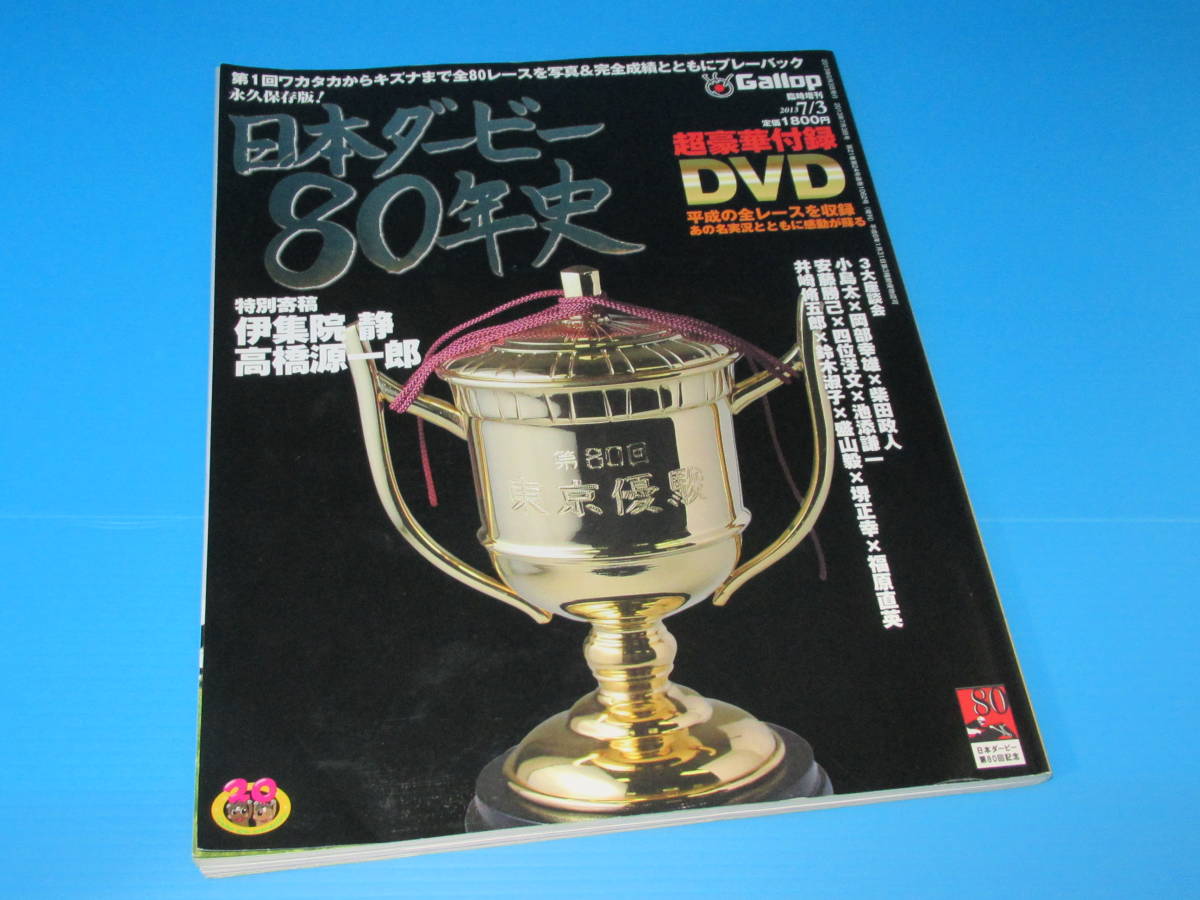 第1回ワカタカからキズナまで全80レースを写真&完全成績とともにプレーバック
永久保存版!
日本ダービー
80年史
Gallop
臨時増刊
2013 7/3
定価1800円
超豪華付録
DVD
平成の全レースを収録
あの名実況とともに感動が蘇る
特別寄稿
伊集院 静
高橋源一郎
3大座談会
小島太×岡部幸雄×柴田政人
安藤勝己×四位洋文×池添謙一
井崎脩五郎×鈴木淑子×盛山毅×堺正幸×福原直英
第80回
東京優駿
80
日本ダービー
第80回記念
20